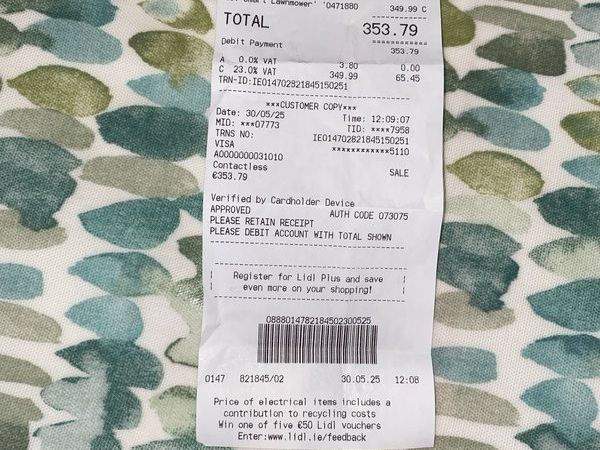 Smart Lawnmower' '0471880 349.99 C
TOTAL 353.79
Debit Payment 353.79
A 0.0% VAT 3.80 0.00
C 23.0% VAT 349.99 65.45
TRN-ID:IE014702821845150251
***CUSTOMER COPY***
Date: 30/05/25 Time: 12:09:07
MID: ***07773 TID: ****7958
TRNS NO: IE014702821845150251
VISA ************5110
A0000000031010
Contactless SALE
€353.79
Verified by Cardholder Device
APPROVED AUTH CODE 073075
PLEASE RETAIN RECEIPT
PLEASE DEBIT ACCOUNT WITH TOTAL SHOWN
Register for Lidl Plus and save
even more on your shopping!
0888014782184502300525
0147 821845/02 30.05.25 12:08
Price of electrical items includes a
contribution to recycling costs
Win one of five €50 Lidl vouchers
Enter:www.lidl.ie/feedback